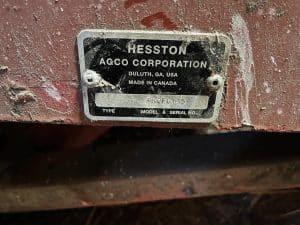 HESSTON
AGCO CORPORATION
DULUTH, GA, USA
MADE IN CANADA
TYPE MODEL & SERIAL NO.